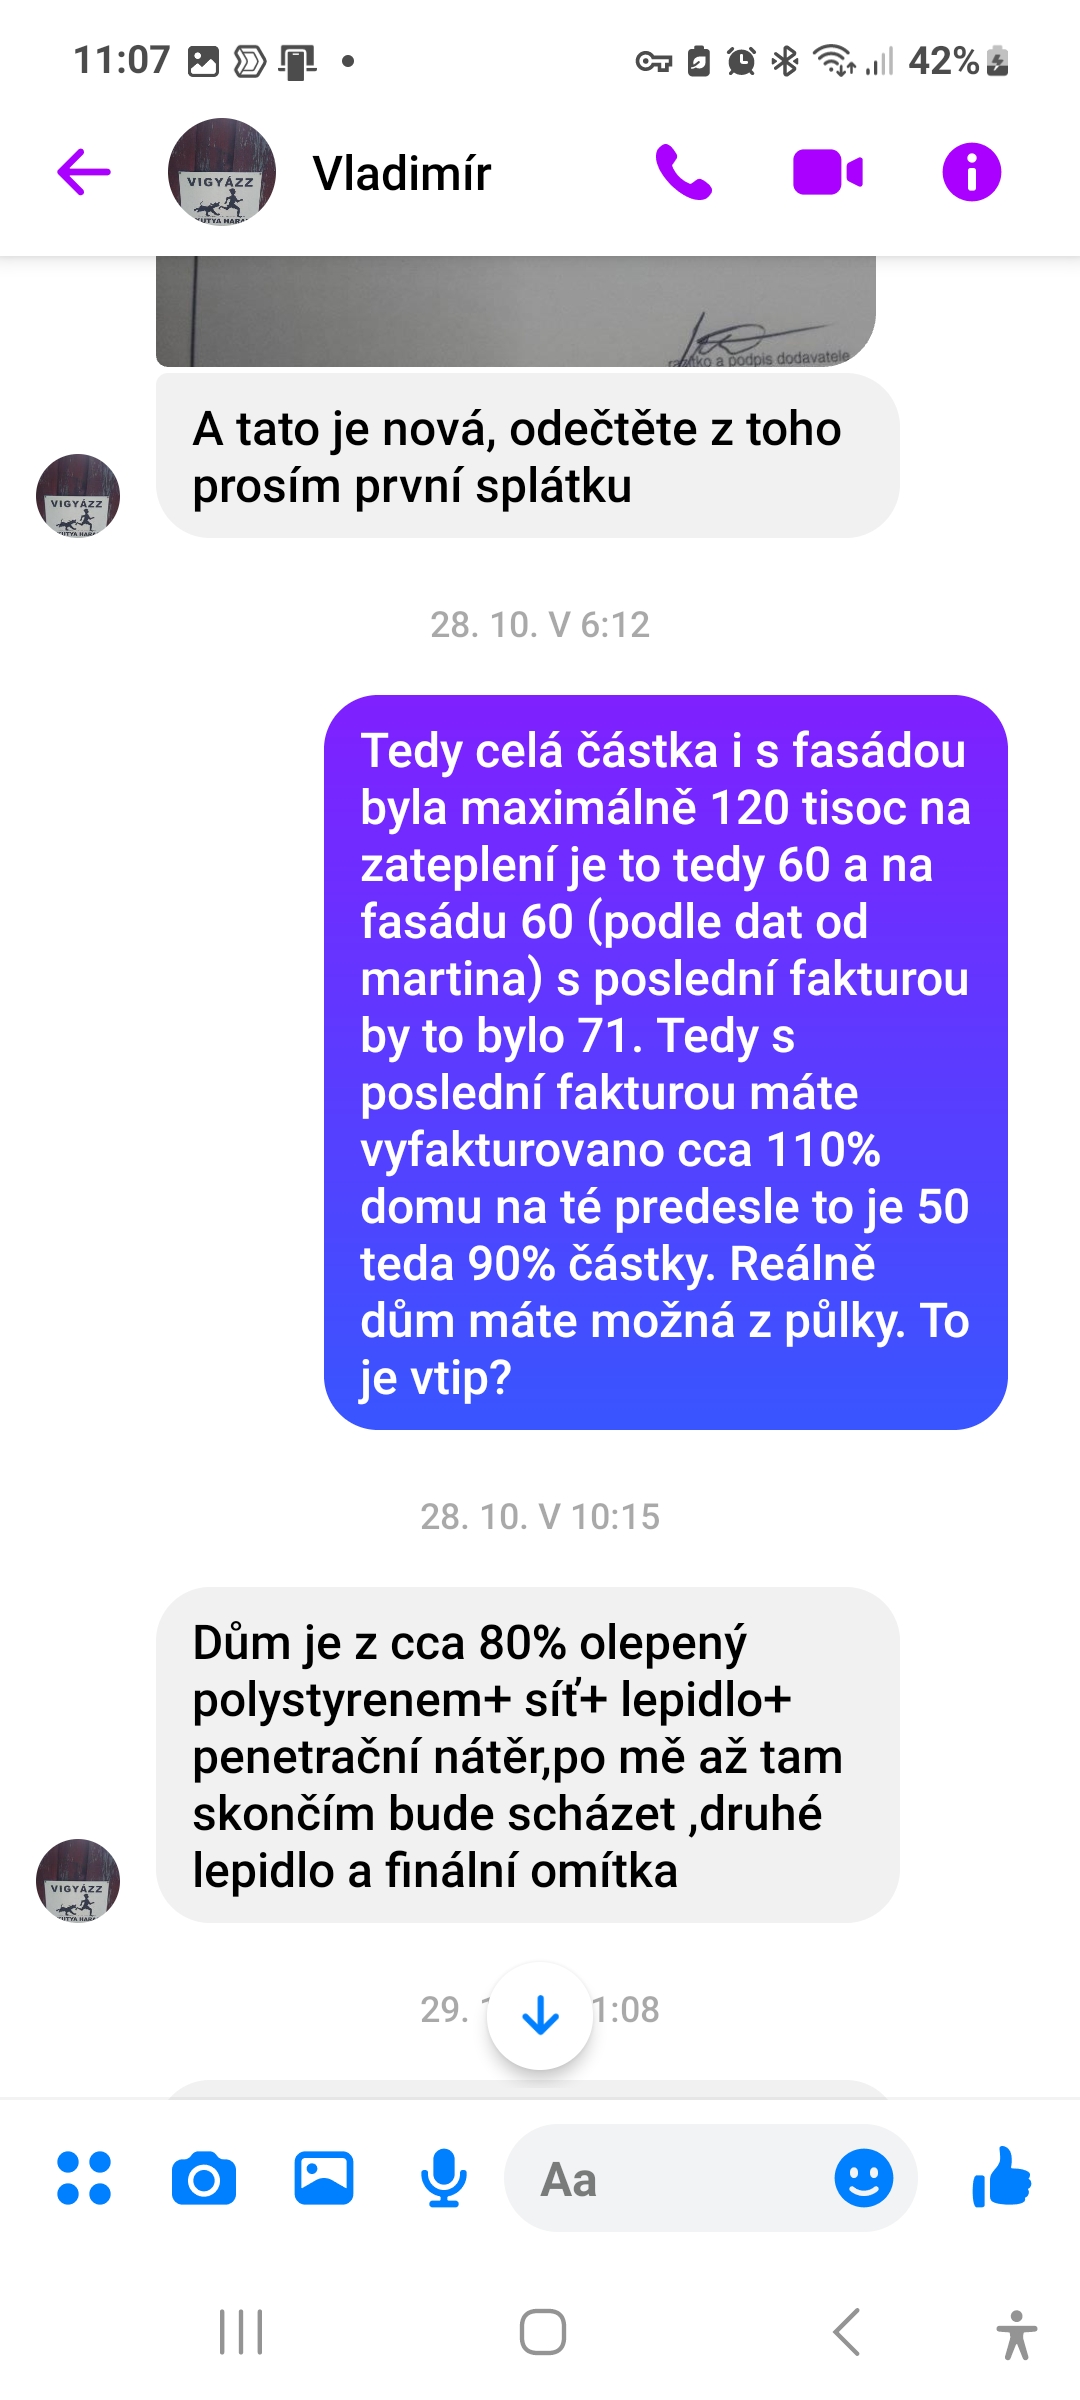 11:07
42%
VIGYÁZZ
Vladimír
razítko a podpis dodavatele
A tato je nová, odečtěte z toho
prosím první splátku
VIGYÁZZ
28. 10. V 6:12
Tedy celá částka i s fasádou
byla maximálně 120 tisoc na
zateplení je to tedy 60 a na
fasádu 60 (podle dat od
martina) s poslední fakturou
by to bylo 71. Tedy s
poslední fakturou máte
vyfakturovano cca 110%
domu na té predesle to je 50
teda 90% částky. Reálně
dům máte možná z půlky. To
je vtip?
28. 10. V 10:15
Dům je z cca 80% olepený
polystyrenem+ síť+ lepidlo+
penetrační nátěr,po mě až tam
skončím bude scházet ,druhé
lepidlo a finální omítka
VIGYÁZZ
29. 1:08
Aa